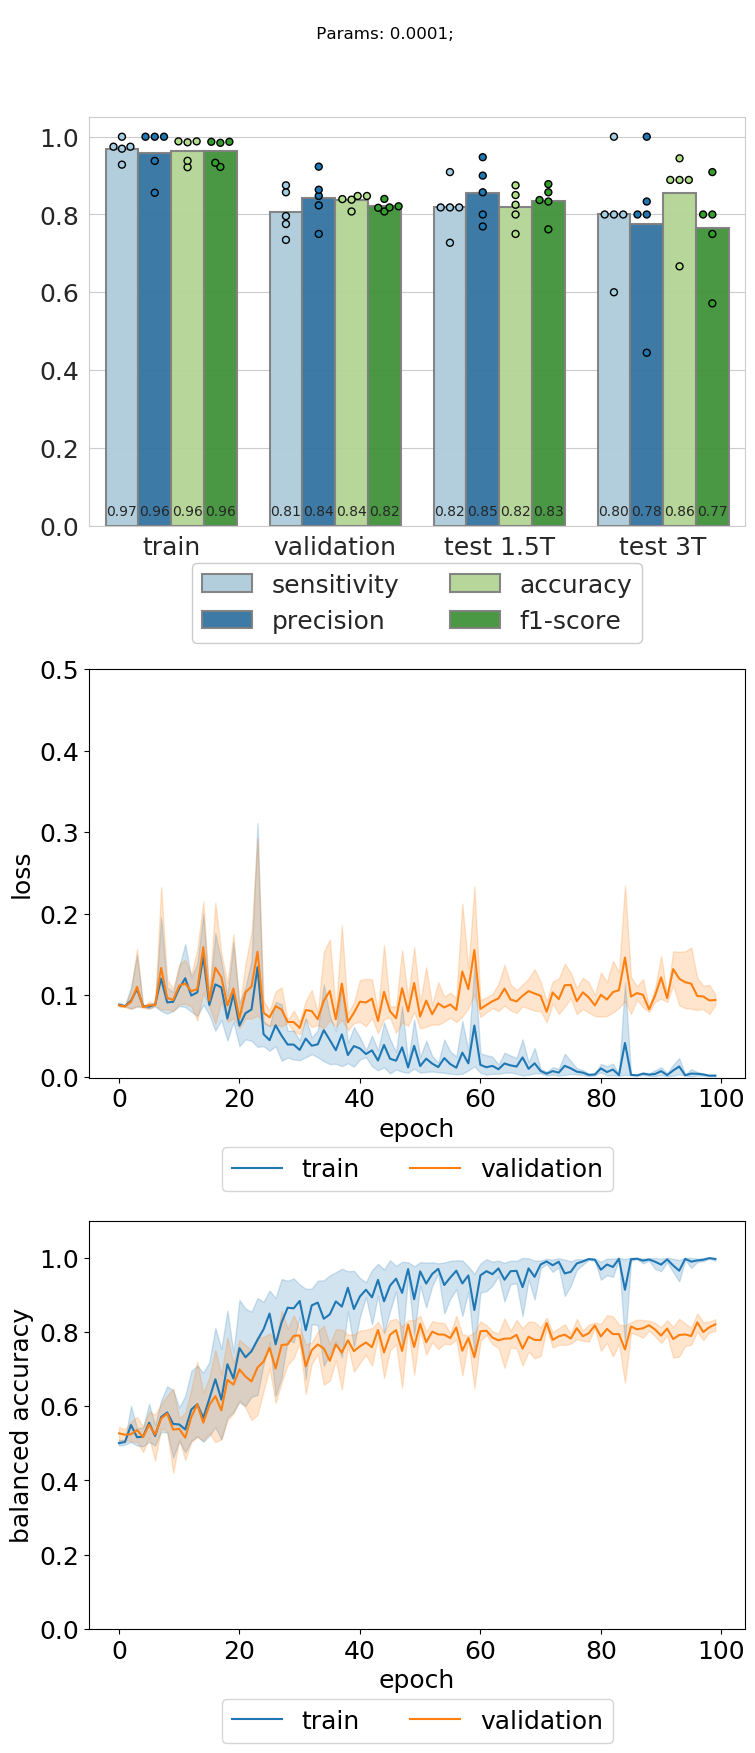 Params: 0.0001;
1.0
0.8
0.6
0.4
0.2
0.0
0.97 0.96 0.96 0.96 0.81 0.84 0.84 0.82 0.82 0.85 0.82 0.83 0.80 0.78 0.86 0.77
train validation test 1.5T test 3T
sensitivity accuracy
precision f1-score
0.5
0.4
0.3
0.2
0.1
0.0
loss
0 20 40 60 80 100
epoch
train validation
1.0
0.8
0.6
0.4
0.2
0.0
balanced accuracy
0 20 40 60 80 100
epoch
train validation